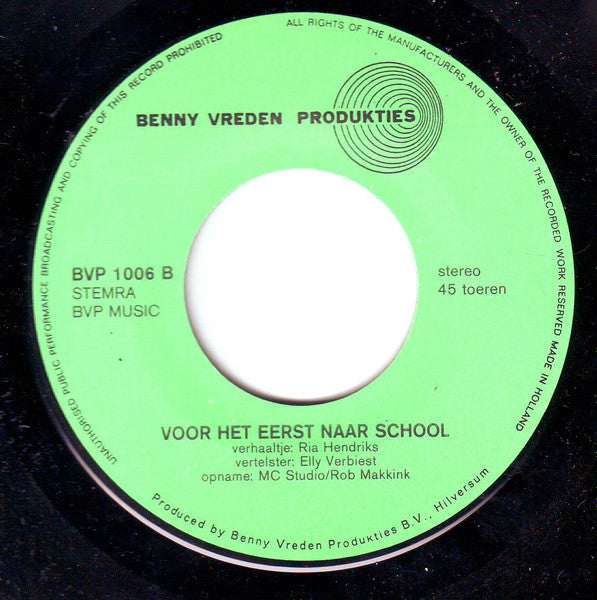 ALL RIGHTS OF THE MANUFACTURERS AND THE OWNER OF THE RECORDED WORK RESERVED MADE IN HOLLAND
UNAUTHORISED PUBLIC PERFORMANCE BROADCASTING AND COPYING OF THIS RECORD PROHIBITED
BENNY VREDEN PRODUKTIES
BVP 1006 B
STEMRA
BVP MUSIC
stereo
45 toeren
VOOR HET EERST NAAR SCHOOL
verhaaltje: Ria Hendriks
vertelster: Elly Verbiest
opname: MC Studio/Rob Makkink
Produced by Benny Vreden Produkties B.V., Hilversum